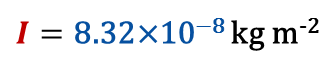 I = 8.32×10⁻⁸ kg m⁻²